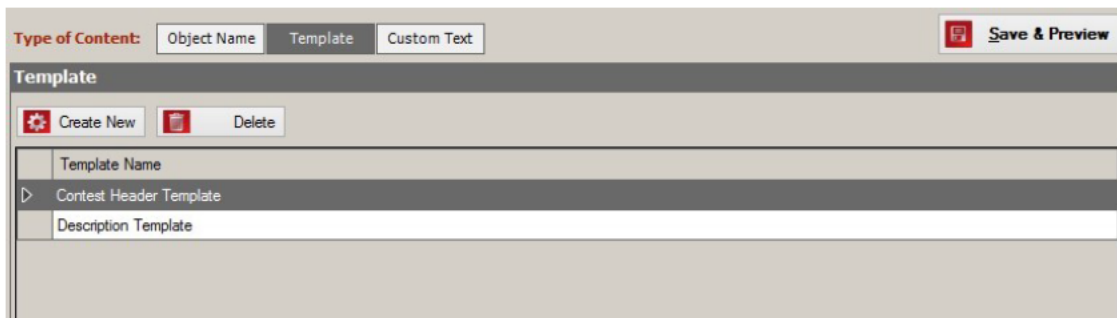 Type of Content: Object Name Template Custom Text Save & Preview
Template
Create New Delete
Template Name
Contest Header Template
Description Template